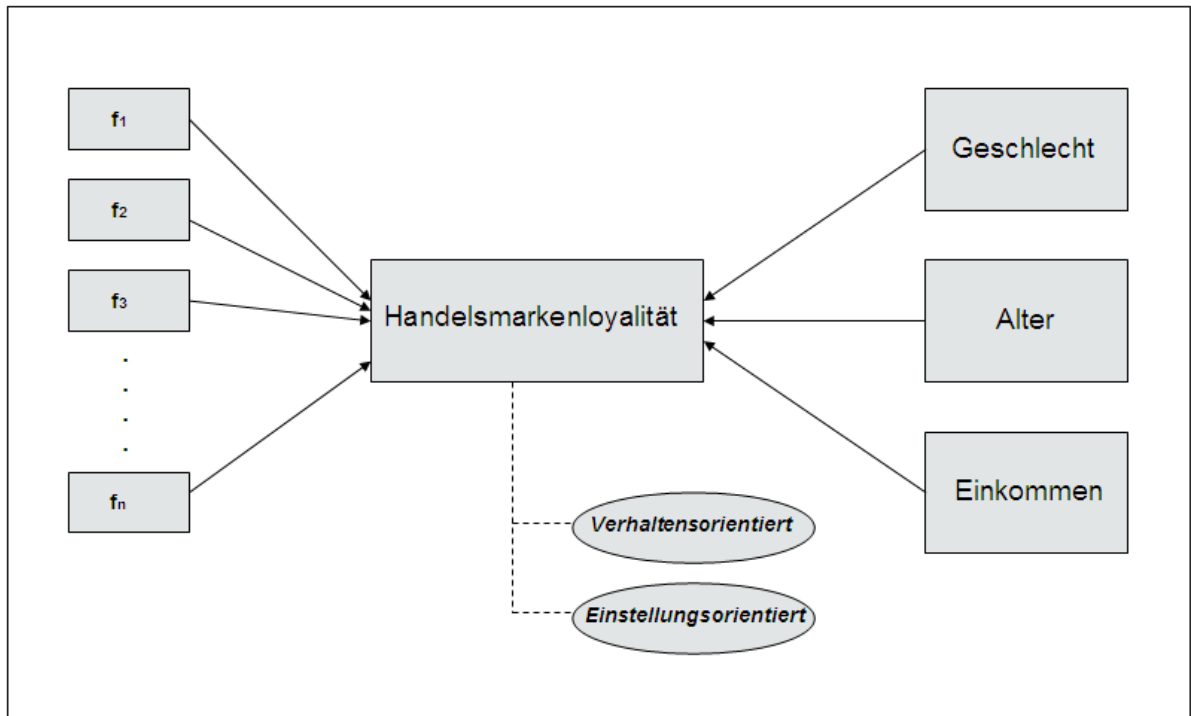 f1
f2
f3
.
.
.
.
fn
Handelsmarkenloyalität
Verhaltensorientiert
Einstellungsorientiert
Geschlecht
Alter
Einkommen